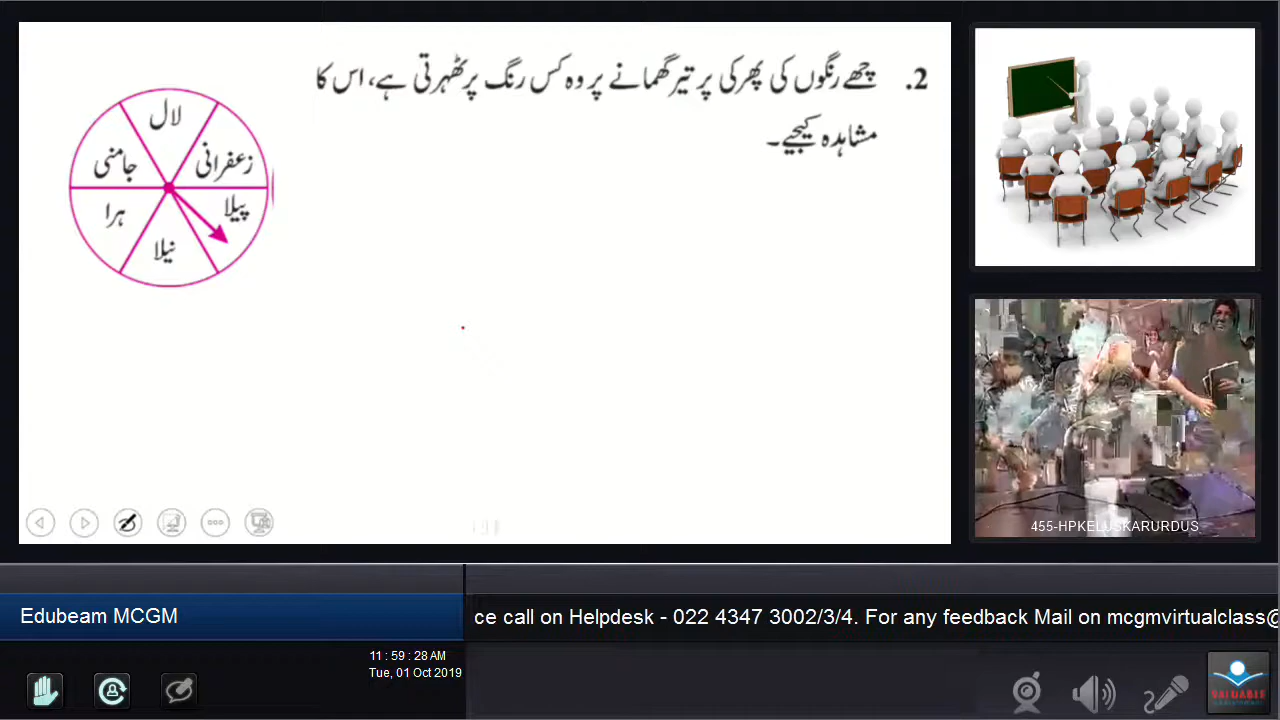 2. چھے رنگوں کی پھرکی پر تیر گھمانے پر وہ کس رنگ پر ٹھہرتی ہے، اس کا
مشاہدہ کیجیے۔
لال
زعفرانی
جامنی
پیلا
ہرا
نیلا
455-HPKELUSKARURDUS
Edubeam MCGM
ce call on Helpdesk - 022 4347 3002/3/4. For any feedback Mail on mcgmvirtualclass@
11 : 59 : 28 AM
Tue, 01 Oct 2019
VALUABLE